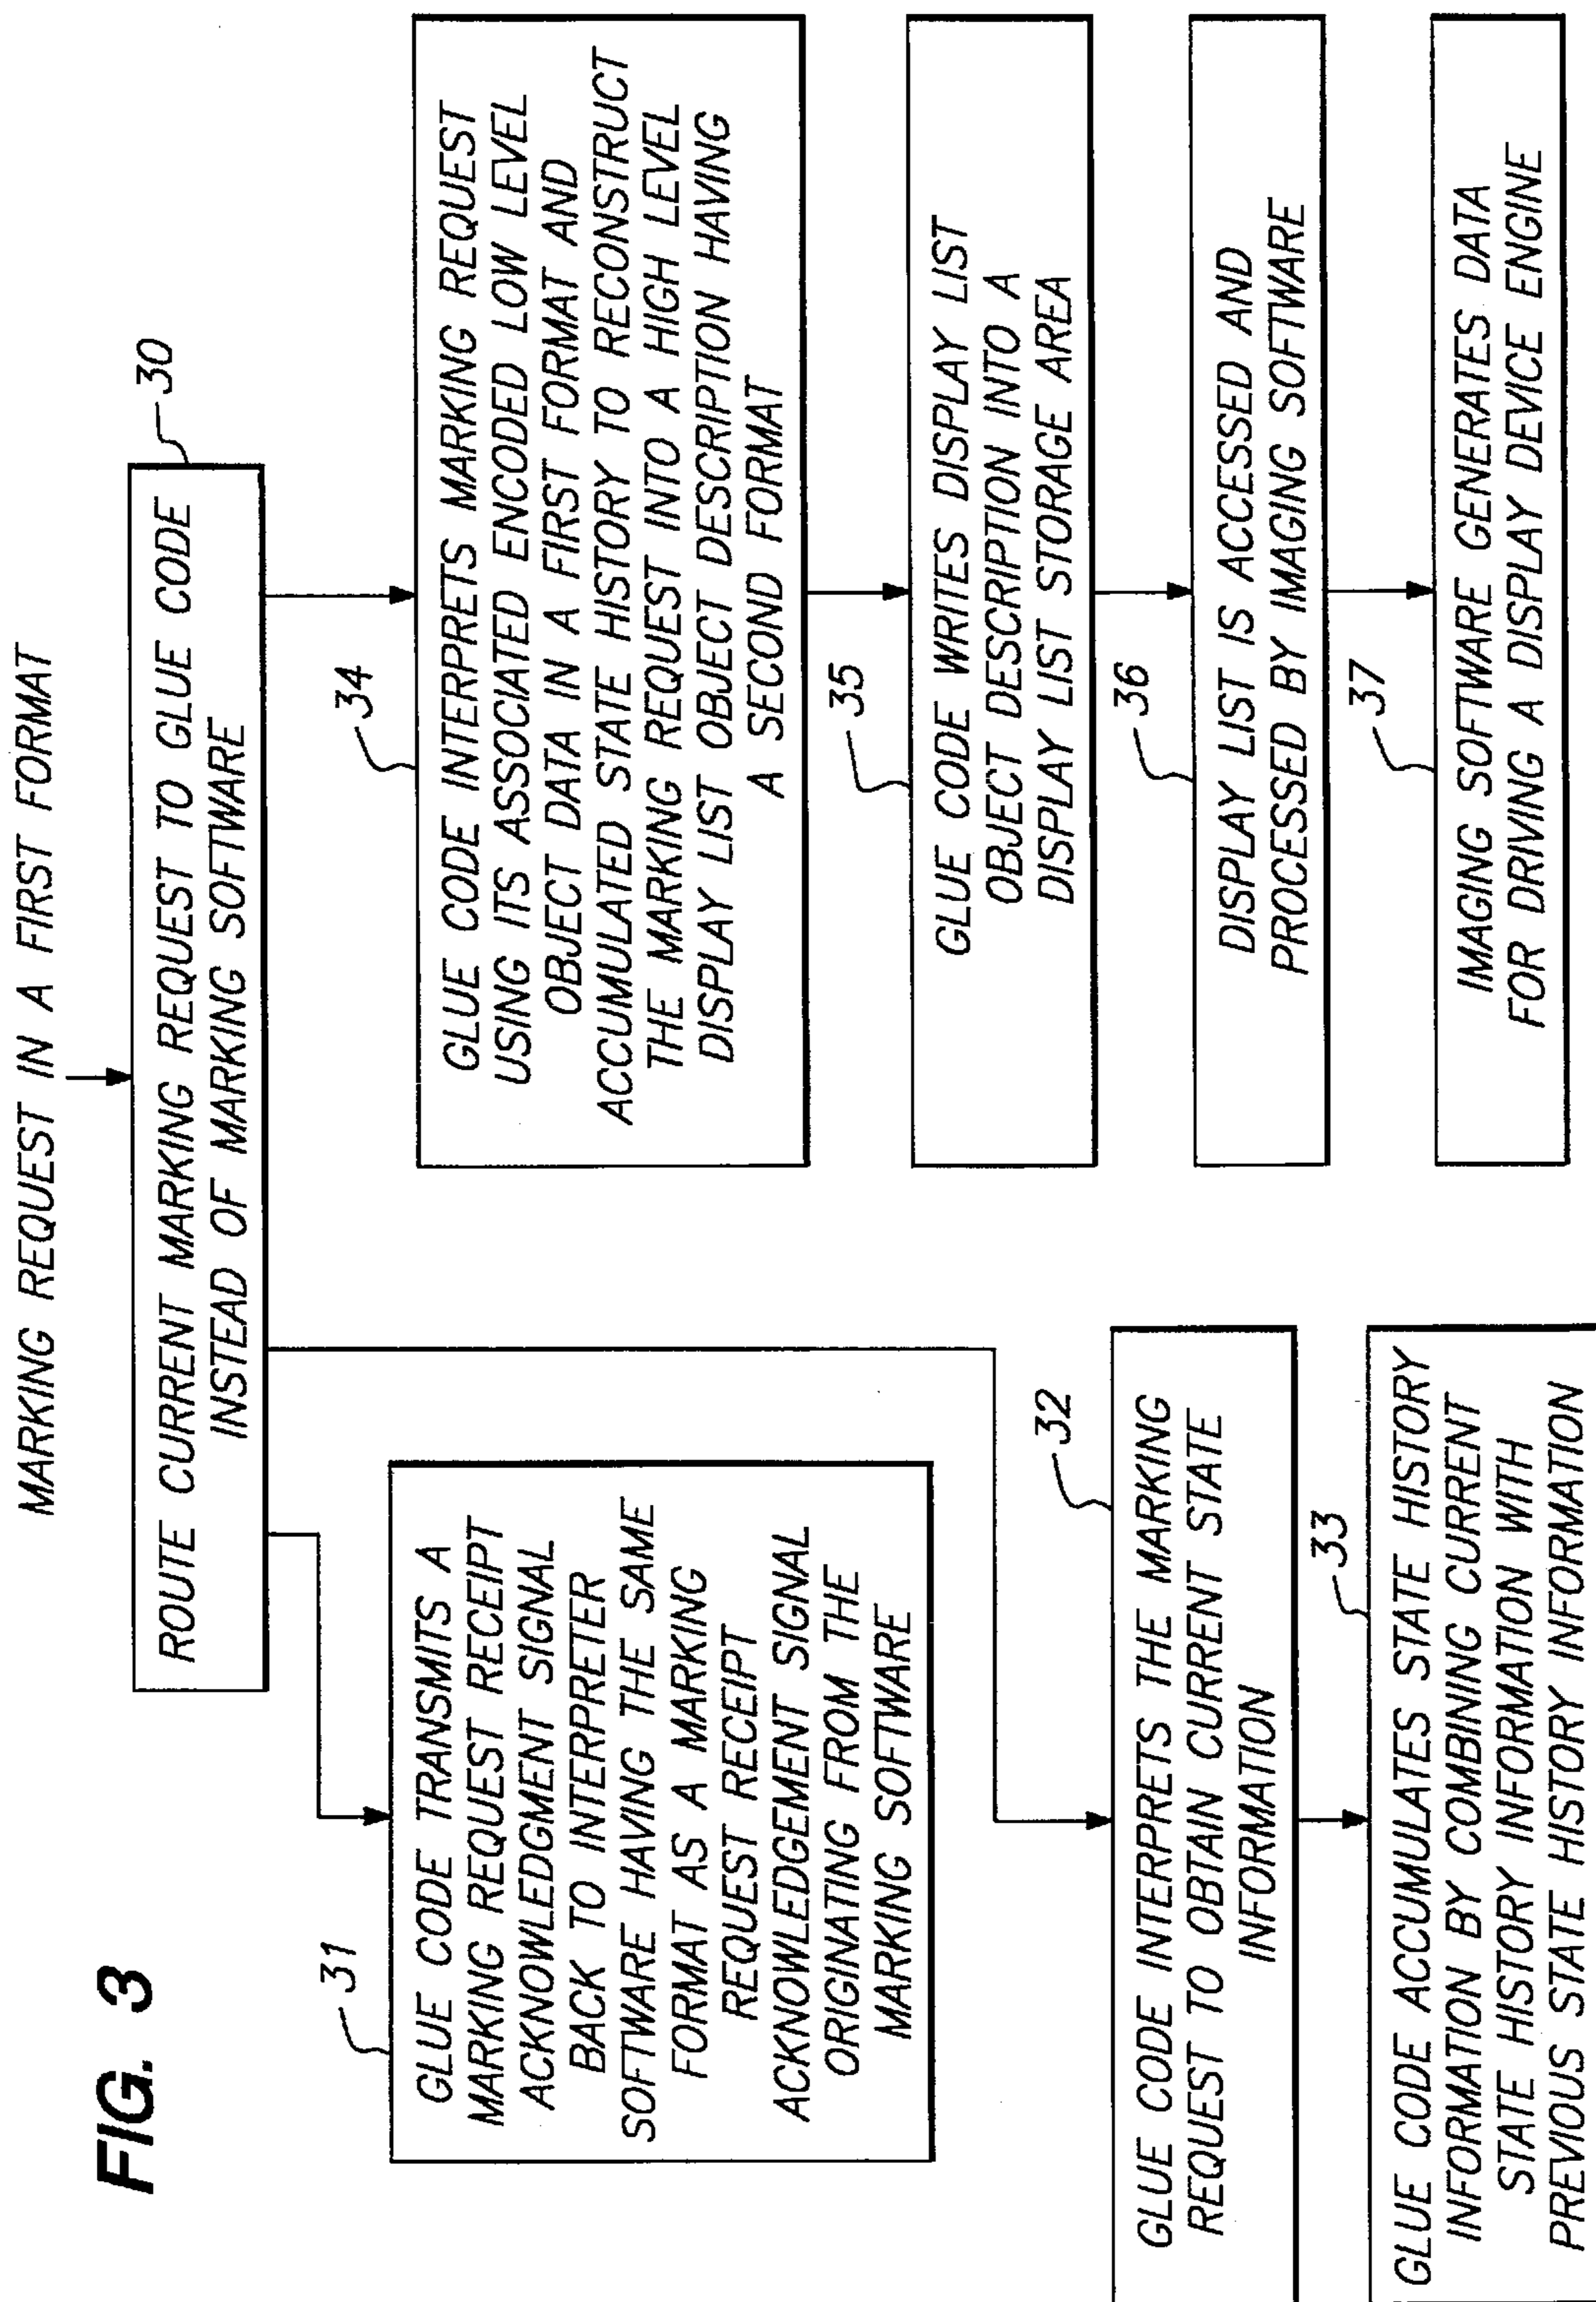 FIG. 3
MARKING REQUEST IN A FIRST FORMAT
30
ROUTE CURRENT MARKING REQUEST TO GLUE CODE
INSTEAD OF MARKING SOFTWARE
31
GLUE CODE TRANSMITS A
MARKING REQUEST RECEIPT
ACKNOWLEDGMENT SIGNAL
BACK TO INTERPRETER
SOFTWARE HAVING THE SAME
FORMAT AS A MARKING
REQUEST RECEIPT
ACKNOWLEDGEMENT SIGNAL
ORIGINATING FROM THE
MARKING SOFTWARE
32
GLUE CODE INTERPRETS THE MARKING
REQUEST TO OBTAIN CURRENT STATE
INFORMATION
33
GLUE CODE ACCUMULATES STATE HISTORY
INFORMATION BY COMBINING CURRENT
STATE HISTORY INFORMATION WITH
PREVIOUS STATE HISTORY INFORMATION
34
GLUE CODE INTERPRETS MARKING REQUEST
USING ITS ASSOCIATED ENCODED LOW LEVEL
OBJECT DATA IN A FIRST FORMAT AND
ACCUMULATED STATE HISTORY TO RECONSTRUCT
THE MARKING REQUEST INTO A HIGH LEVEL
DISPLAY LIST OBJECT DESCRIPTION HAVING
A SECOND FORMAT
35
GLUE CODE WRITES DISPLAY LIST
OBJECT DESCRIPTION INTO A
DISPLAY LIST STORAGE AREA
36
DISPLAY LIST IS ACCESSED AND
PROCESSED BY IMAGING SOFTWARE
37
IMAGING SOFTWARE GENERATES DATA
FOR DRIVING A DISPLAY DEVICE ENGINE